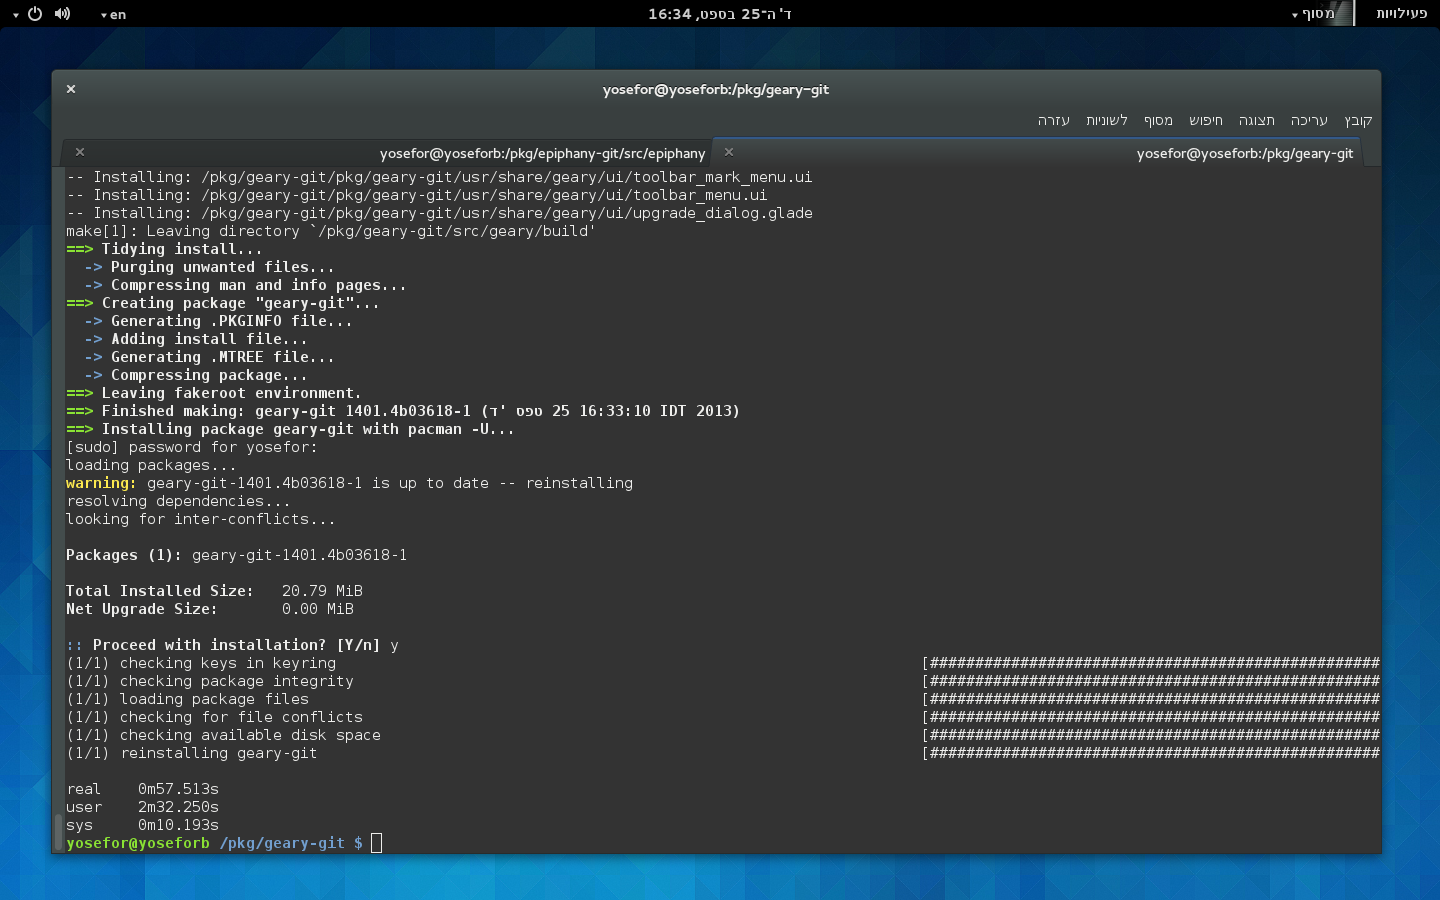 פעילויות מסוף ד' ה־25 בספט, 16:34 en
yosefor@yoseforb:/pkg/geary-git
קובץ עריכה תצוגה חיפוש מסוף לשוניות עזרה
yosefor@yoseforb:/pkg/epiphany-git/src/epiphany yosefor@yoseforb:/pkg/geary-git
-- Installing: /pkg/geary-git/pkg/geary-git/usr/share/geary/ui/toolbar_mark_menu.ui
-- Installing: /pkg/geary-git/pkg/geary-git/usr/share/geary/ui/toolbar_menu.ui
-- Installing: /pkg/geary-git/pkg/geary-git/usr/share/geary/ui/upgrade_dialog.glade
make[1]: Leaving directory `/pkg/geary-git/src/geary/build'
==> Tidying install...
  -> Purging unwanted files...
  -> Compressing man and info pages...
==> Creating package "geary-git"...
  -> Generating .PKGINFO file...
  -> Adding install file...
  -> Generating .MTREE file...
  -> Compressing package...
==> Leaving fakeroot environment.
==> Finished making: geary-git 1401.4b03618-1 (ד' ספט 25 16:33:10 IDT 2013)
==> Installing package geary-git with pacman -U...
[sudo] password for yosefor:
loading packages...
warning: geary-git-1401.4b03618-1 is up to date -- reinstalling
resolving dependencies...
looking for inter-conflicts...
Packages (1): geary-git-1401.4b03618-1
Total Installed Size:   20.79 MiB
Net Upgrade Size:       0.00 MiB
:: Proceed with installation? [Y/n] y
(1/1) checking keys in keyring [##################################################
(1/1) checking package integrity [##################################################
(1/1) loading package files [##################################################
(1/1) checking for file conflicts [##################################################
(1/1) checking available disk space [##################################################
(1/1) reinstalling geary-git [##################################################
real    0m57.513s
user    2m32.250s
sys     0m10.193s
yosefor@yoseforb /pkg/geary-git $